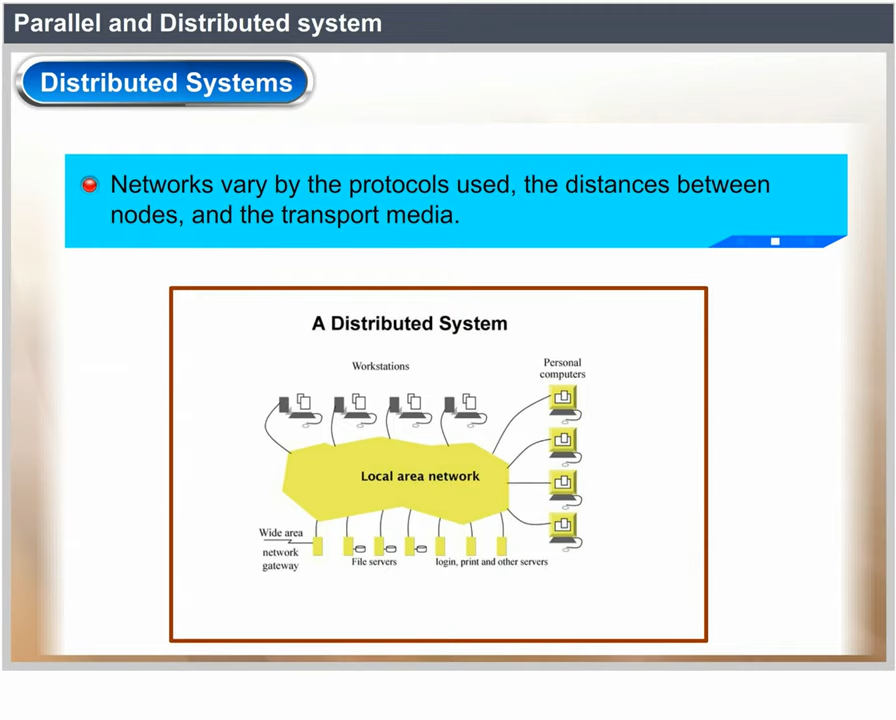 Parallel and Distributed system
Distributed Systems
Networks vary by the protocols used, the distances between
nodes, and the transport media.
A Distributed System
Workstations
Personal
computers
Local area network
Wide area
network
gateway
File servers
login, print and other servers